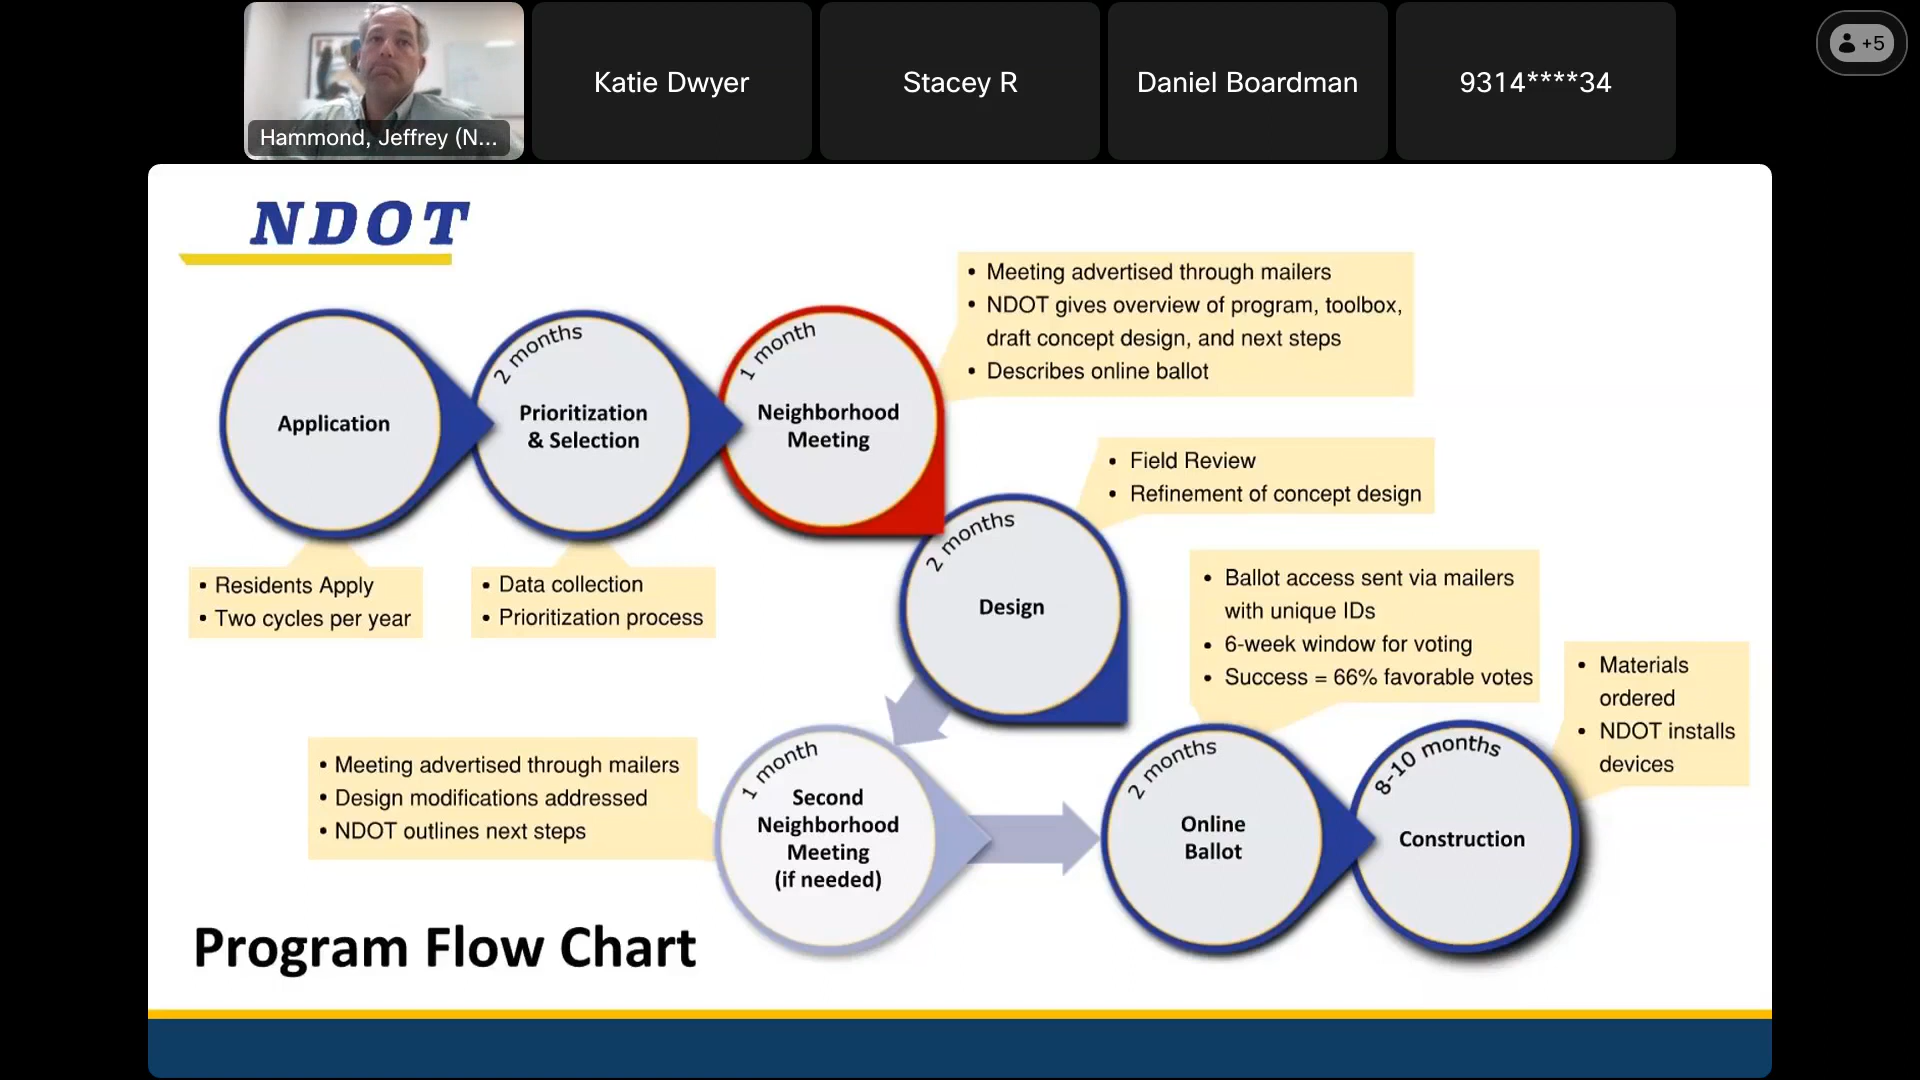 Hammond, Jeffrey (N...
Katie Dwyer
Stacey R
Daniel Boardman
9314****34
+5
NDOT
Application
• Residents Apply
• Two cycles per year
2 months
Prioritization
& Selection
• Data collection
• Prioritization process
1 month
Neighborhood
Meeting
• Meeting advertised through mailers
• NDOT gives overview of program, toolbox,
draft concept design, and next steps
• Describes online ballot
2 months
Design
• Field Review
• Refinement of concept design
1 month
Second
Neighborhood
Meeting
(if needed)
• Meeting advertised through mailers
• Design modifications addressed
• NDOT outlines next steps
2 months
Online
Ballot
• Ballot access sent via mailers
with unique IDs
• 6-week window for voting
• Success = 66% favorable votes
8-10 months
Construction
• Materials
ordered
• NDOT installs
devices
Program Flow Chart